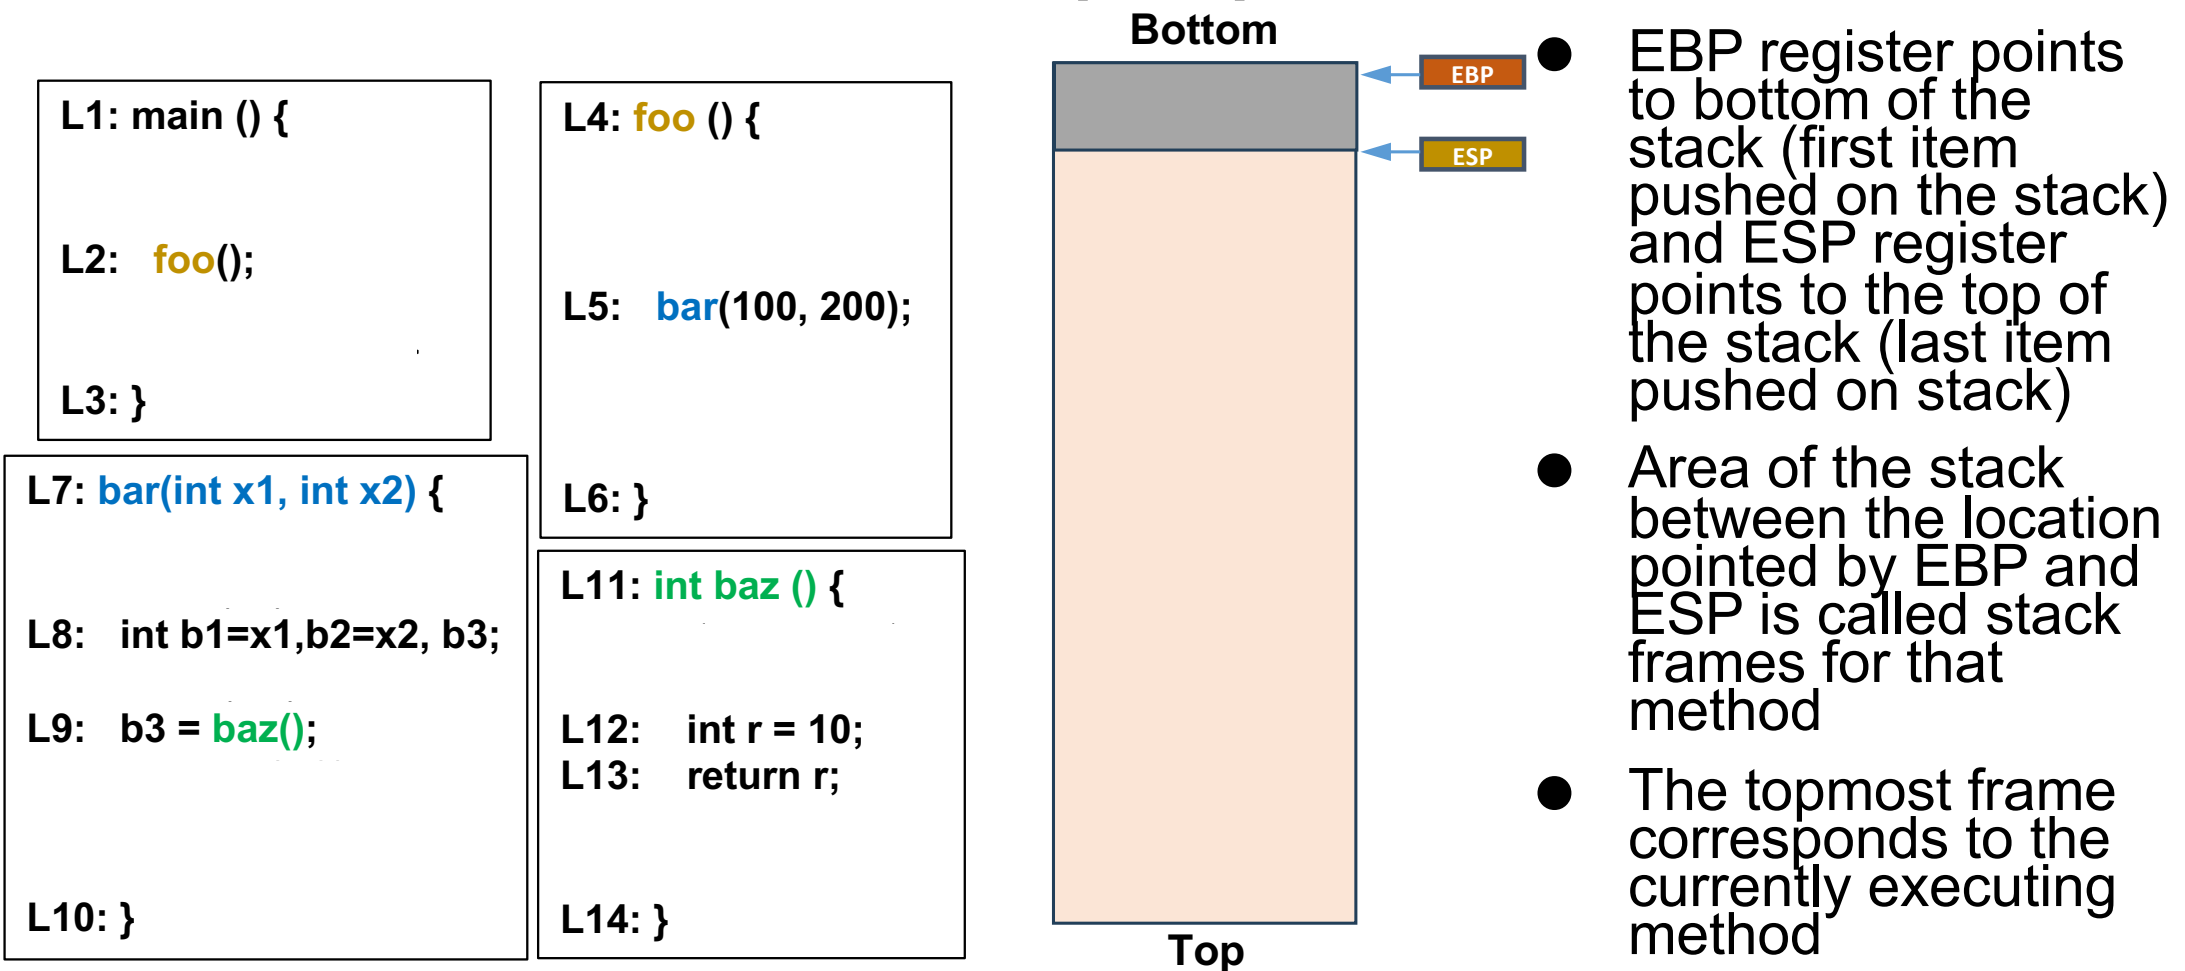 L1: main () {
L2: foo();
L3: }
L4: foo () {
L5: bar(100, 200);
L6: }
L7: bar(int x1, int x2) {
L8: int b1=x1,b2=x2, b3;
L9: b3 = baz();
L10: }
L11: int baz () {
L12: int r = 10;
L13: return r;
L14: }
Bottom
EBP
ESP
Top
● EBP register points
to bottom of the
stack (first item
pushed on the stack)
and ESP register
points to the top of
the stack (last item
pushed on stack)
● Area of the stack
between the location
pointed by EBP and
ESP is called stack
frames for that
method
● The topmost frame
corresponds to the
currently executing
method